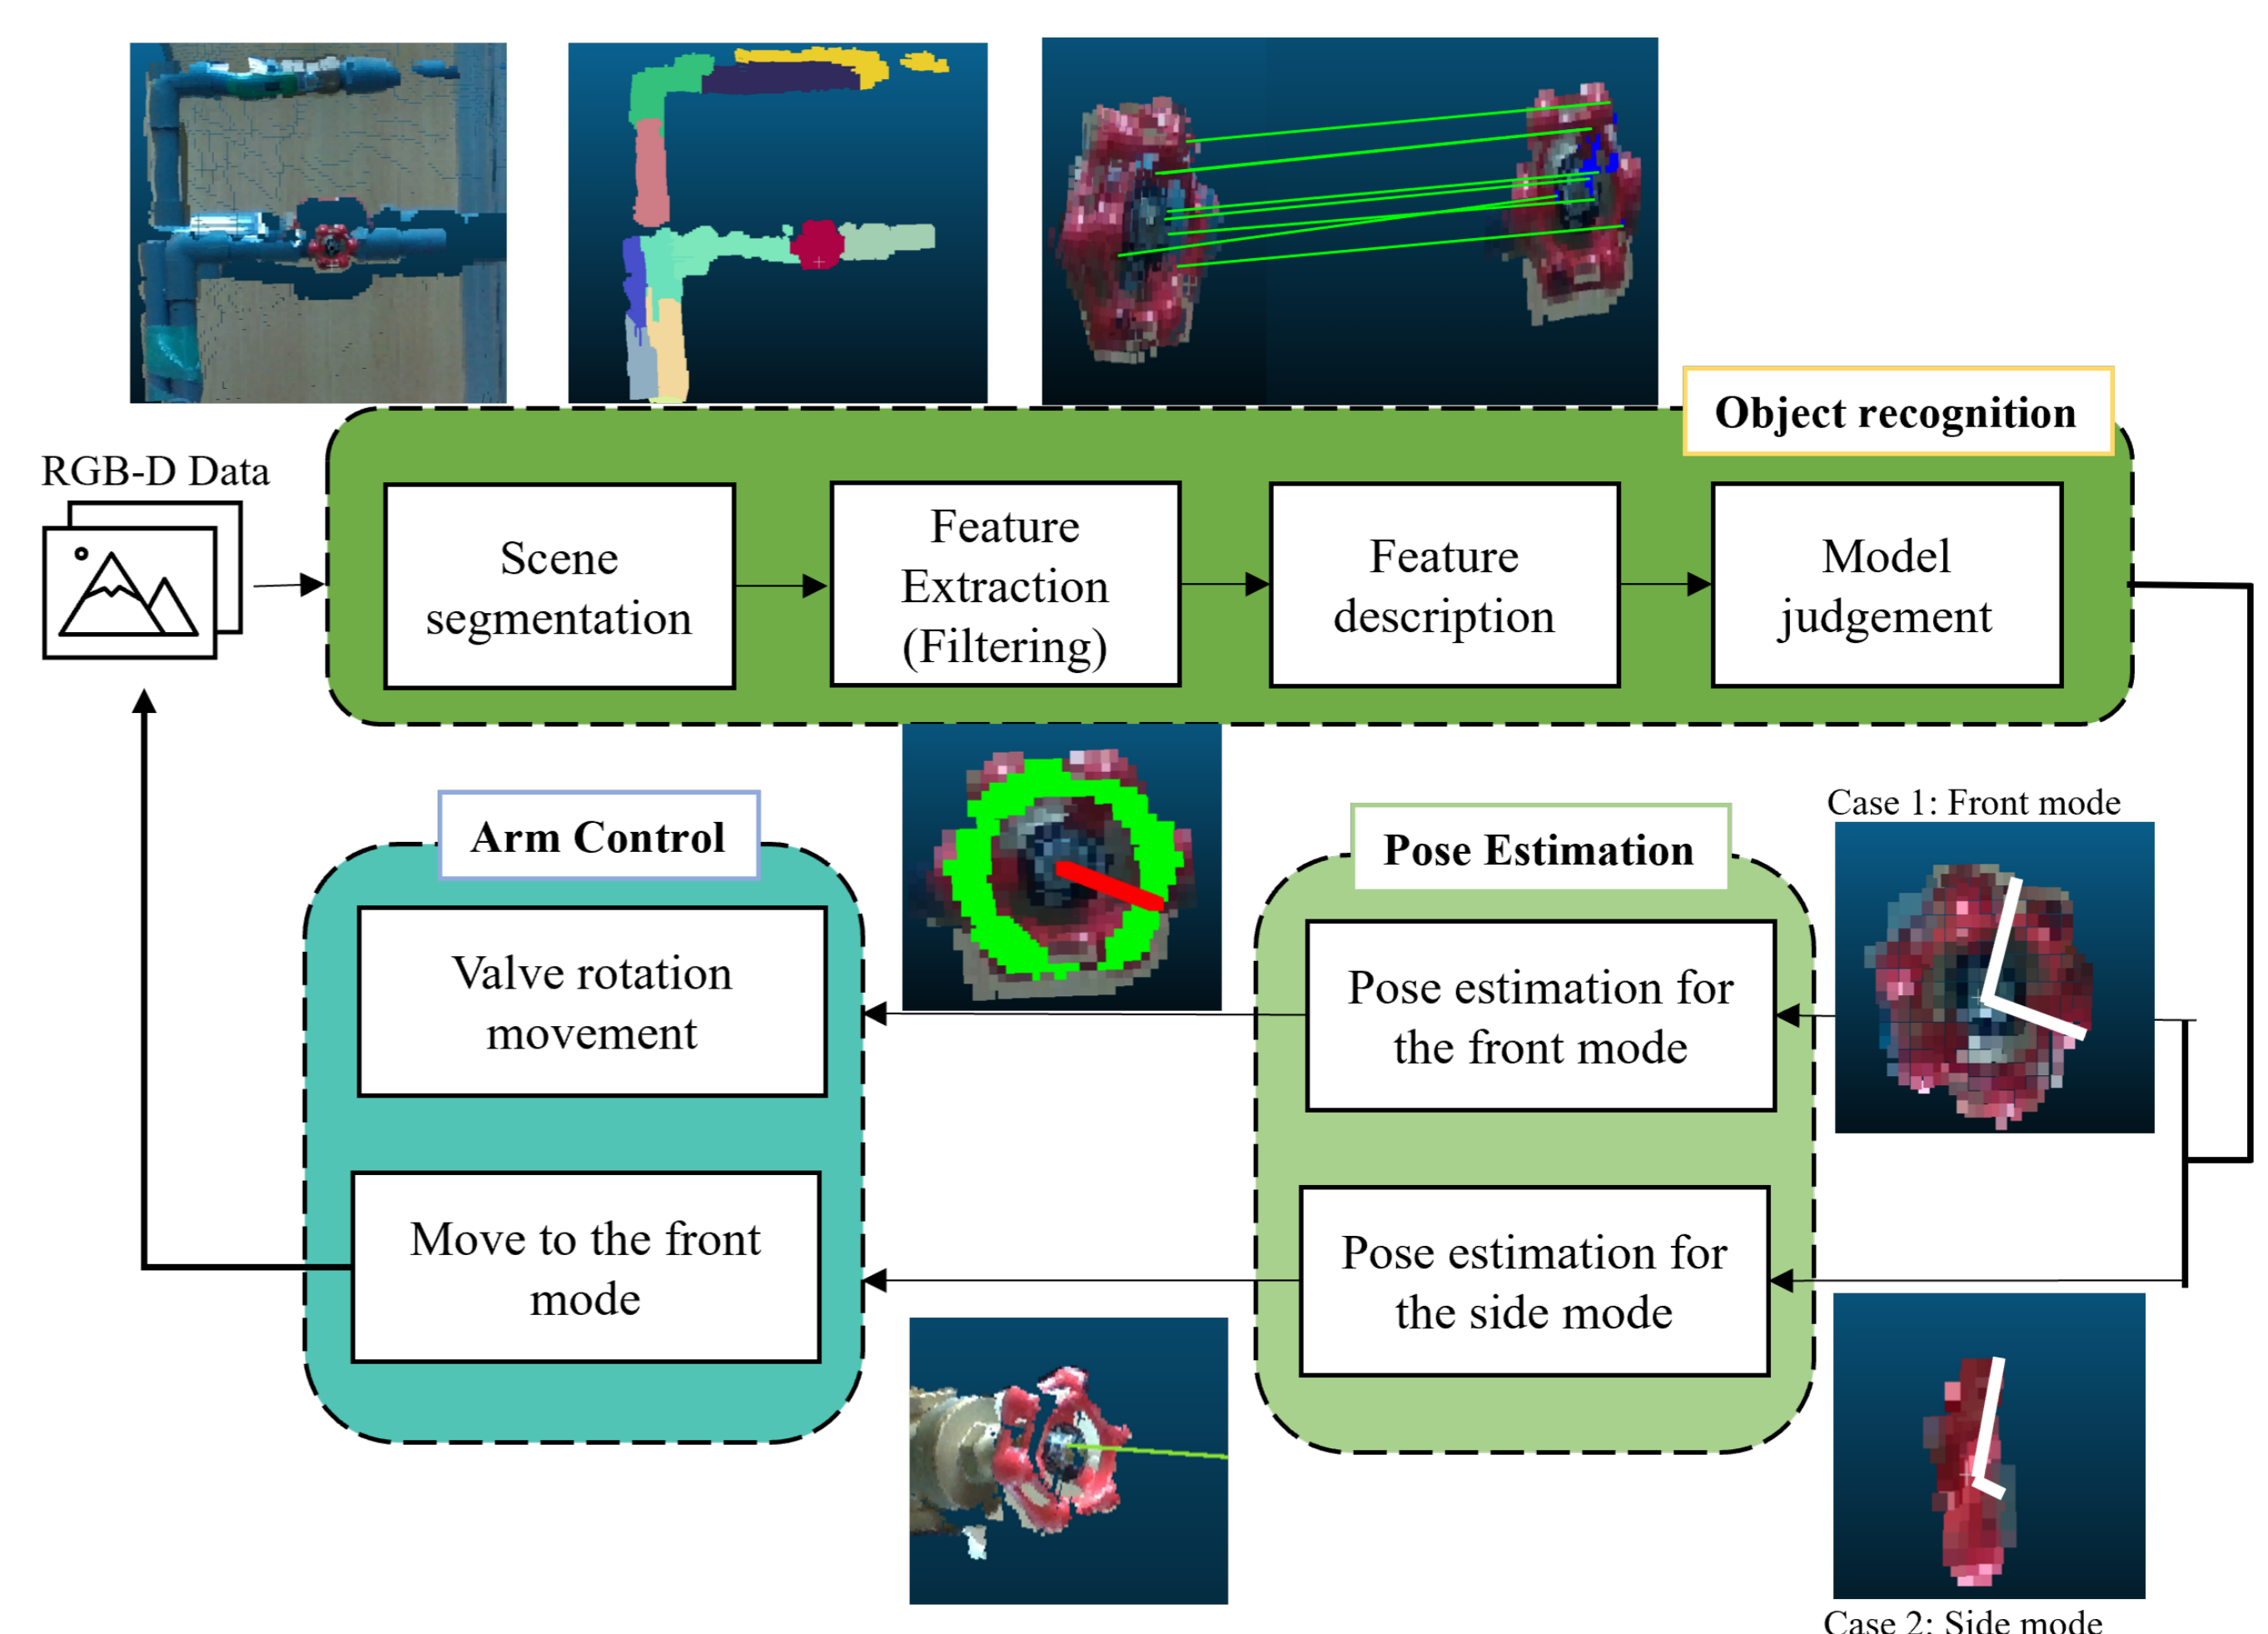 Object recognition
RGB-D Data
Scene
segmentation
Feature
Extraction
(Filtering)
Feature
description
Model
judgement
Arm Control
Valve rotation
movement
Move to the front
mode
Pose Estimation
Pose estimation for
the front mode
Pose estimation for
the side mode
Case 1: Front mode
Case 2: Side mode